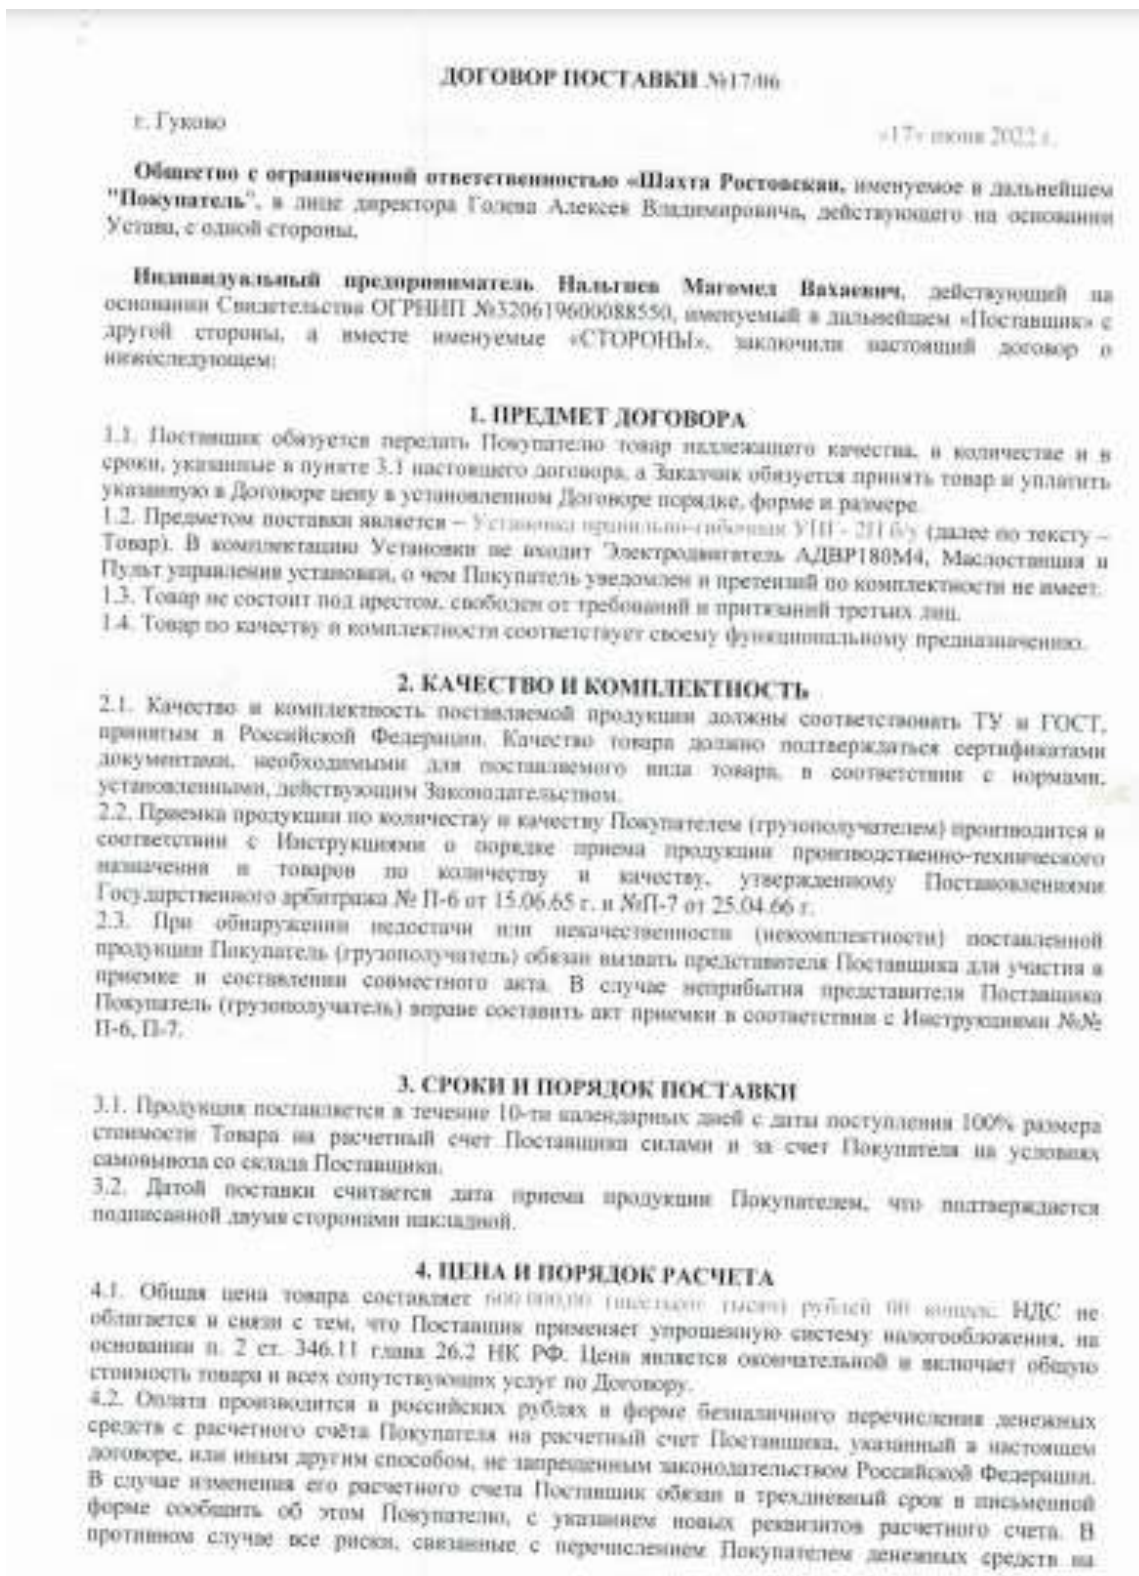 ДОГОВОР ПОСТАВКИ №17/06
г. Гуково
«17» июня 2022 г.
Общество с ограниченной ответственностью «Шахта Ростовская, именуемое в дальнейшем
"Покупатель", в лице директора Голева Алексея Владимировича, действующего на основании
Устава, с одной стороны,
Индивидуальный предприниматель Нальгиев Магомед Вахаевич, действующий на
основании Свидетельства ОГРНИП №320619600088550, именуемый в дальнейшем «Поставщик» с
другой стороны, а вместе именуемые «СТОРОНЫ», заключили настоящий договор о
нижеследующем:
1. ПРЕДМЕТ ДОГОВОРА
1.1. Поставщик обязуется передать Покупателю товар надлежащего качества, в количестве и в
сроки, указанные в пункте 3.1 настоящего договора, а Заказчик обязуется принять товар и уплатить
указанную в Договоре цену в установленном Договоре порядке, форме и размере.
1.2. Предметом поставки является – Установка правильно-гибочная УПГ - 2П б/у (далее по тексту –
Товар). В комплектацию Установки не входит Электродвигатель АДВР180М4, Маслостанция и
Пульт управления установки, о чем Покупатель уведомлен и претензий по комплектности не имеет.
1.3. Товар не состоит под арестом, свободен от требований и притязаний третьих лиц.
1.4. Товар по качеству и комплектности соответствует своему функциональному предназначению.
2. КАЧЕСТВО И КОМПЛЕКТНОСТЬ
2.1. Качество и комплектность поставляемой продукции должны соответствовать ТУ и ГОСТ,
принятым в Российской Федерации. Качество товара должно подтверждаться сертификатами
документами, необходимыми для поставляемого вида товара, в соответствии с нормами,
установленными, действующим Законодательством.
2.2. Приемка продукции по количеству и качеству Покупателем (грузополучателем) производится в
соответствии с Инструкциями о порядке приема продукции производственно-технического
назначения и товаров по количеству и качеству, утвержденному Постановлениями
Государственного арбитража № П-6 от 15.06.65 г. и №П-7 от 25.04.66 г.
2.3. При обнаружении недостачи или некачественности (некомплектности) поставленной
продукции Покупатель (грузополучатель) обязан вызвать представителя Поставщика для участия в
приемке и составлении совместного акта. В случае неприбытия представителя Поставщика
Покупатель (грузополучатель) вправе составить акт приемки в соответствии с Инструкциями №№
П-6, П-7.
3. СРОКИ И ПОРЯДОК ПОСТАВКИ
3.1. Продукция поставляется в течение 10-ти календарных дней с даты поступления 100% размера
стоимости Товара на расчетный счет Поставщика силами и за счет Покупателя на условиях
самовывоза со склада Поставщика.
3.2. Датой поставки считается дата приема продукции Покупателем, что подтверждается
подписанной двумя сторонами накладной.
4. ЦЕНА И ПОРЯДОК РАСЧЕТА
4.1. Общая цена товара составляет 600 000,00 (шестьсот тысяч) рублей 00 копеек. НДС не
облагается в связи с тем, что Поставщик применяет упрощенную систему налогообложения, на
основании п. 2 ст. 346.11 глава 26.2 НК РФ. Цена является окончательной и включает общую
стоимость товара и всех сопутствующих услуг по Договору.
4.2. Оплата производится в российских рублях в форме безналичного перечисления денежных
средств с расчетного счёта Покупателя на расчетный счет Поставщика, указанный в настоящем
договоре, или иным другим способом, не запрещенным законодательством Российской Федерации.
В случае изменения его расчетного счета Поставщик обязан в трехдневный срок в письменной
форме сообщить об этом Покупателю, с указанием новых реквизитов расчетного счета. В
противном случае все риски, связанные с перечислением Покупателем денежных средств на